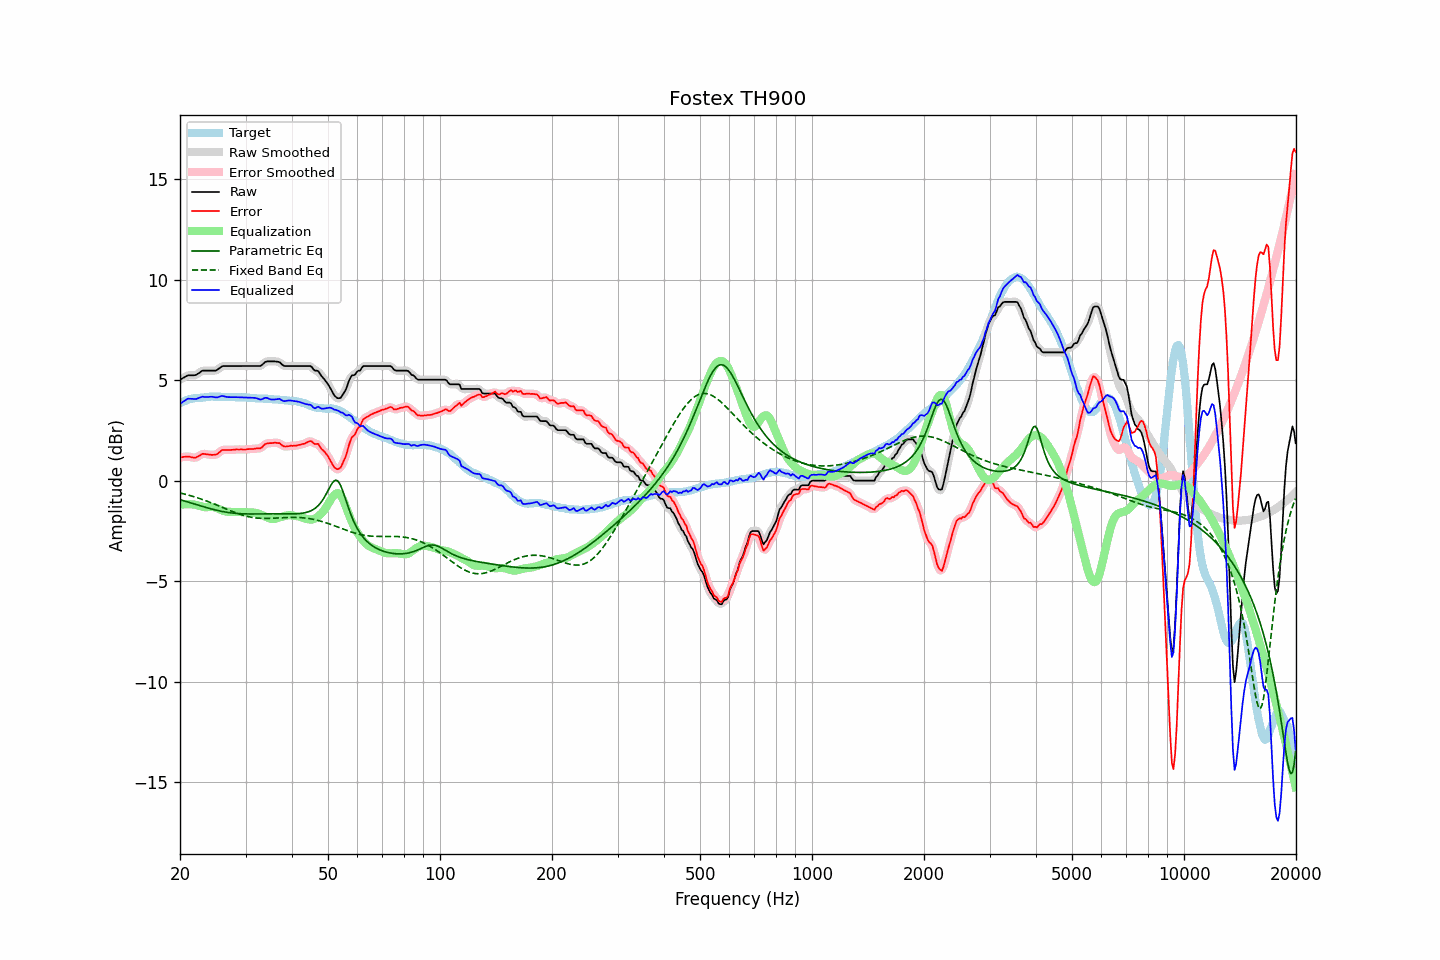 Fostex TH900
Target
Raw Smoothed
Error Smoothed
Raw
Error
Equalization
Parametric Eq
Fixed Band Eq
Equalized
Amplitude (dBr)
15
10
5
0
−5
−10
−15
20 50 100 200 500 1000 2000 5000 10000 20000
Frequency (Hz)